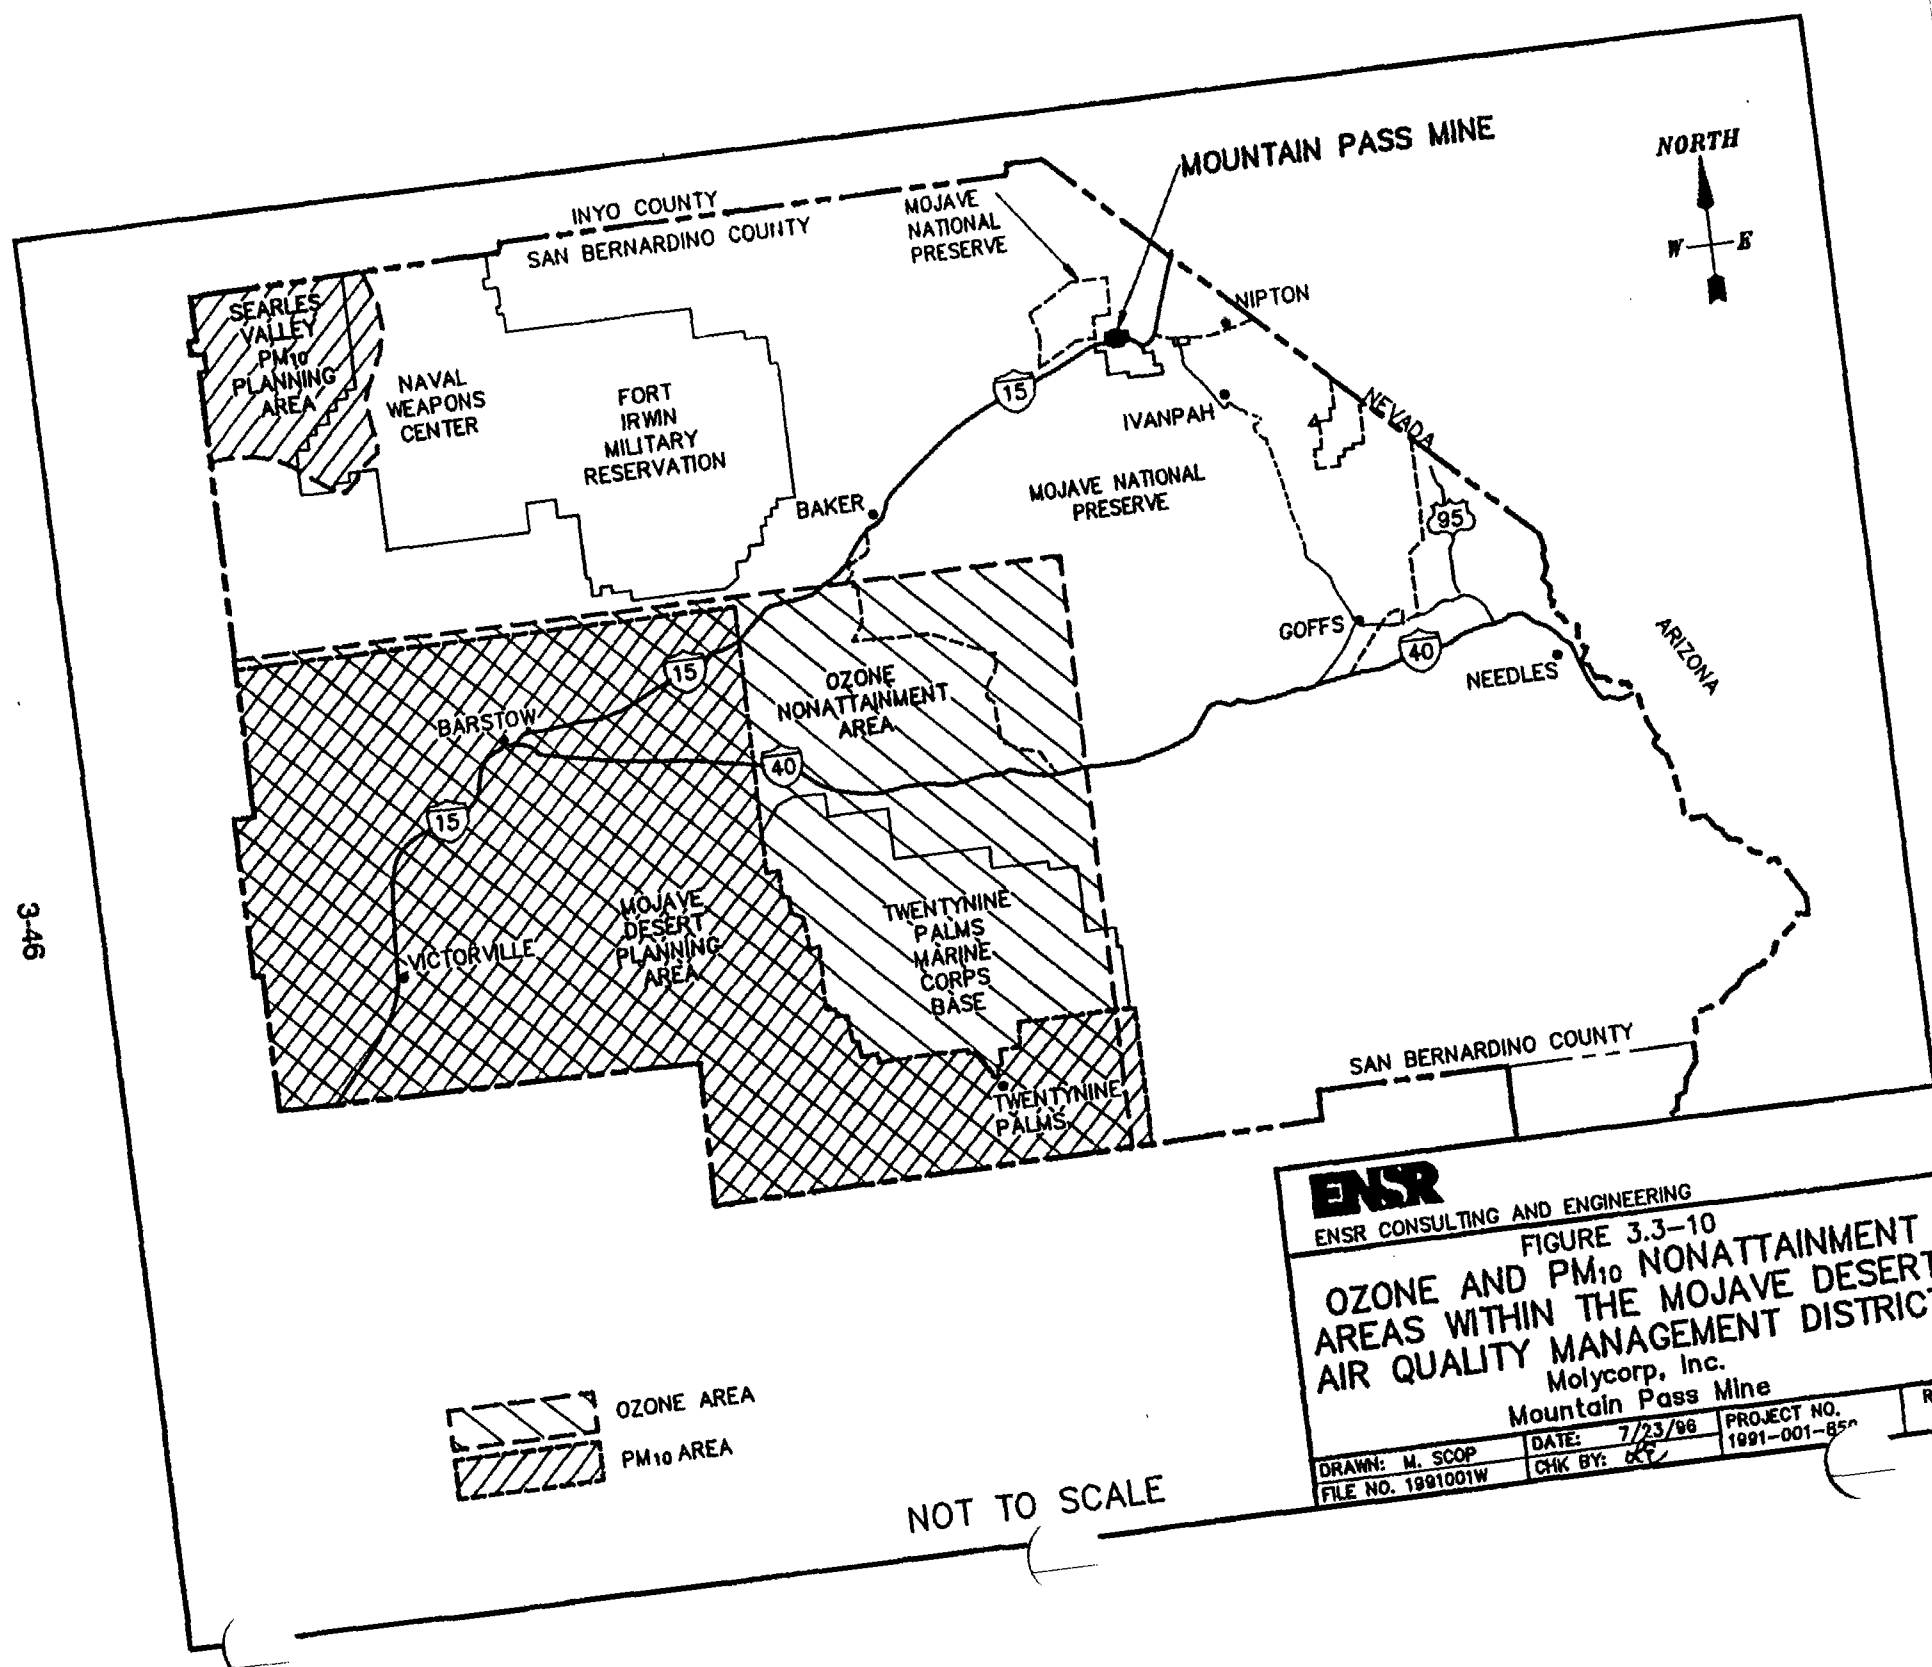 MOUNTAIN PASS MINE
NORTH
W E
INYO COUNTY
SAN BERNARDINO COUNTY
MOJAVE
NATIONAL
PRESERVE
SEARLES
VALLEY
PM10
PLANNING
AREA
NAVAL
WEAPONS
CENTER
FORT
IRWIN
MILITARY
RESERVATION
NIPTON
15
IVANPAH
NEVADA
BAKER
MOJAVE NATIONAL
PRESERVE
95
GOFFS
40
NEEDLES
ARIZONA
15
OZONE
NONATTAINMENT
AREA
BARSTOW
40
15
MOJAVE
DESERT
PLANNING
AREA
VICTORVILLE
TWENTYNINE
PALMS
MARINE
CORPS
BASE
TWENTYNINE
PALMS
SAN BERNARDINO COUNTY
3-46
OZONE AREA
PM10 AREA
NOT TO SCALE
ENSR
ENSR CONSULTING AND ENGINEERING
FIGURE 3.3-10
OZONE AND PM10 NONATTAINMENT
AREAS WITHIN THE MOJAVE DESERT
AIR QUALITY MANAGEMENT DISTRICT
Molycorp, Inc.
Mountain Pass Mine
DRAWN: M. SCOP
DATE: 7/23/96
PROJECT NO.
1991-001-
FILE NO. 1991001W
CHK BY: